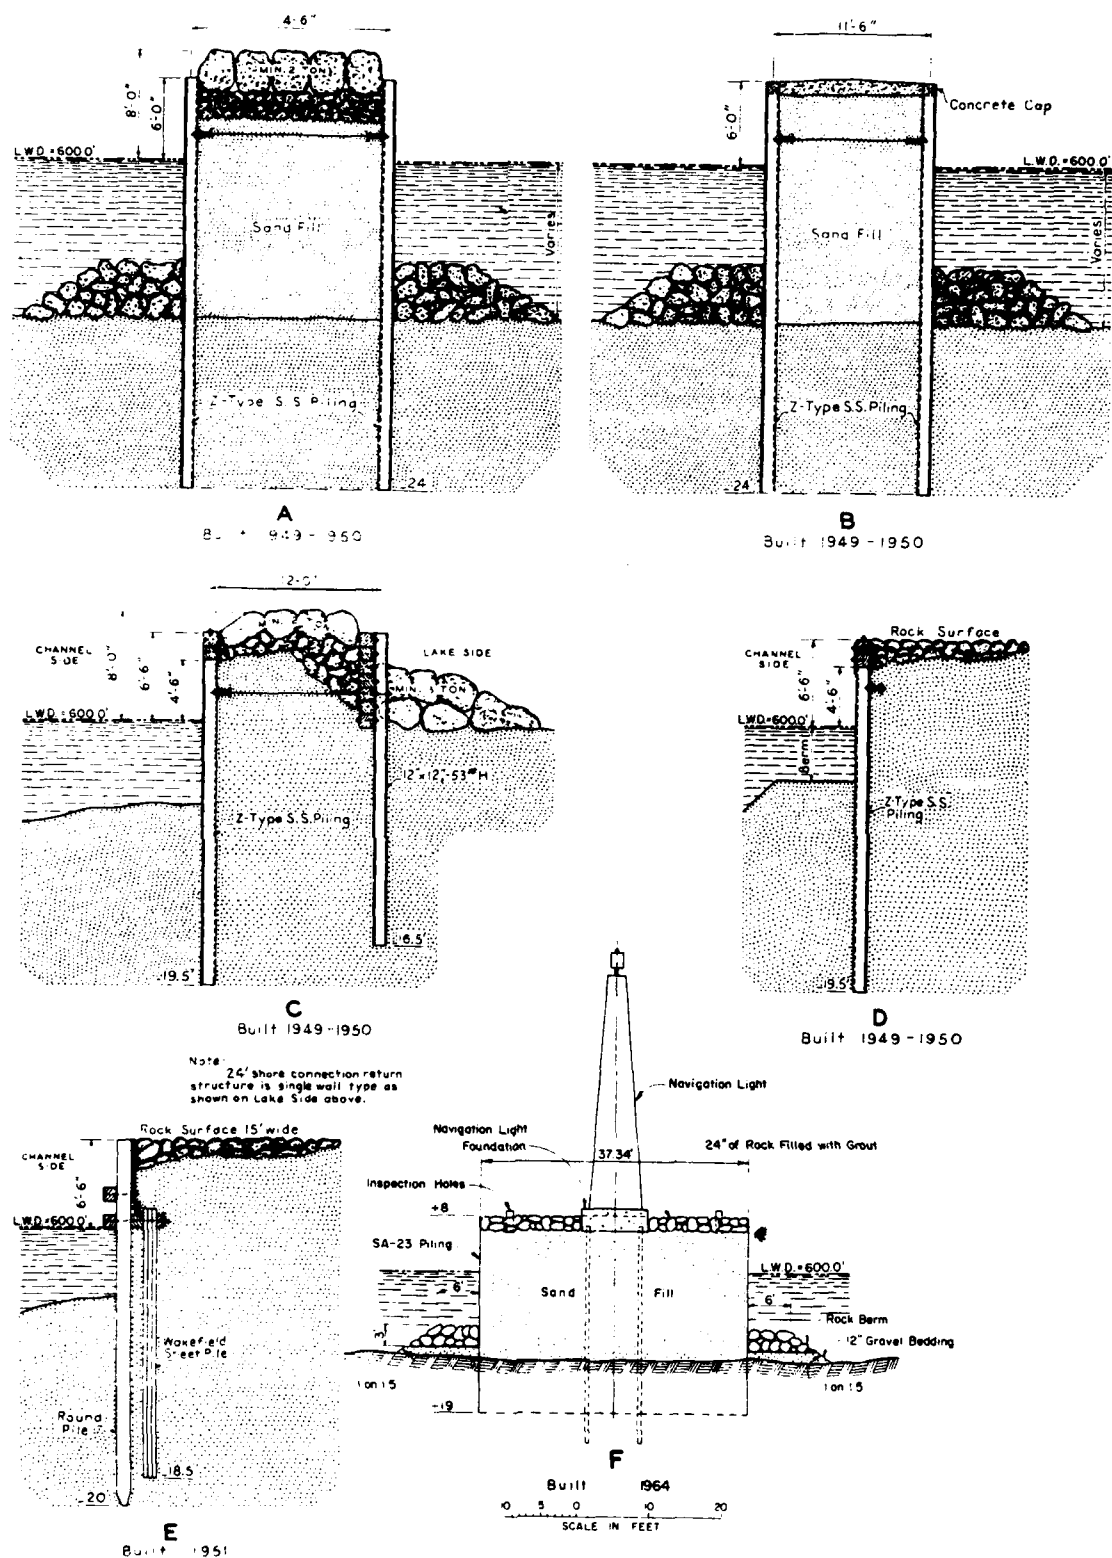 4'-6"
8'-0"
6'-0"
MIN. 2 TON
L.W.D.=600.0'
Sand Fill
Varies
Z-Type S.S. Piling
-24
A
Built 1949-1950
11'-6"
6'-0"
Concrete Cap
L.W.D.=600.0'
Sand Fill
Varies
Z-Type S.S. Piling
-24
B
Built 1949-1950
12'-0"
MIN. 2 TON
CHANNEL
SIDE
8'-0"
6'-6"
4'-6"
LAKE SIDE
MIN. 3 TON
L.W.D.=600.0'
12"x12"-53# H
Z-Type S.S. Piling
-16.5'
-19.5'
C
Built 1949-1950
Rock Surface
CHANNEL
SIDE
6'-6"
4'-6"
L.W.D.=600.0'
Berm
Z-Type S.S.
Piling
-19.5'
D
Built 1949-1950
Note:
24' shore connection return
structure is single wall type as
shown on Lake Side above.
Rock Surface 15' wide
CHANNEL
SIDE
6'-6"
L.W.D.=600.0'
Wakefield
Sheet Pile
Round
Pile
-18.5
-20
E
Built 1951
Navigation Light
Navigation Light
Foundation
37.34'
24" of Rock Filled with Grout
Inspection Holes
+8
SA-23 Piling
L.W.D.=600.0'
6'
Sand Fill
6'
3'
Rock Berm
12" Gravel Bedding
1 on 1.5
1 on 1.5
-19
F
Built 1964
10 5 0 10 20
SCALE IN FEET